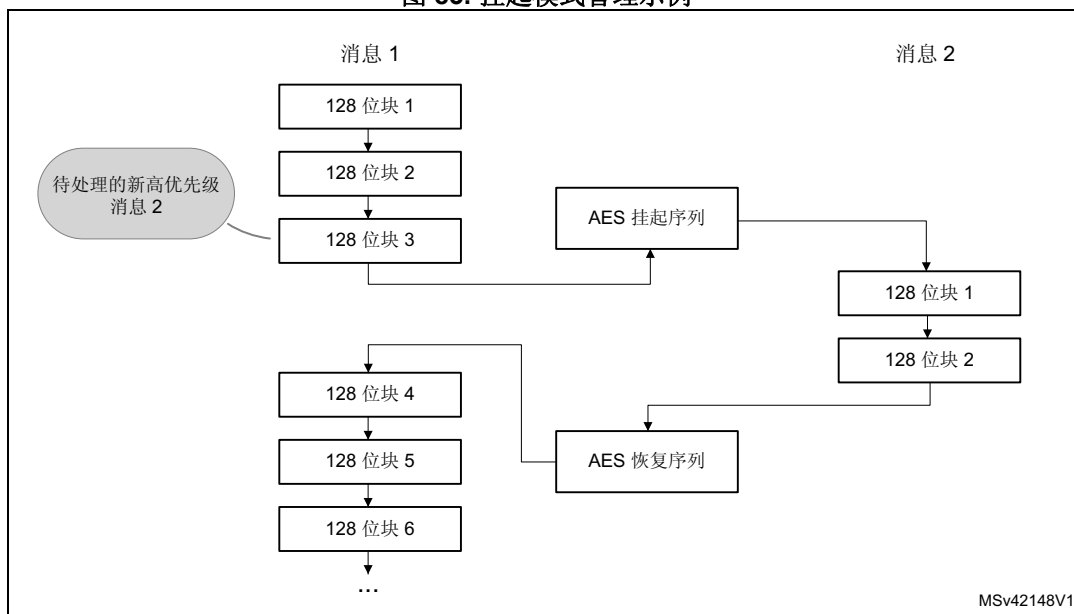 消息 1
消息 2
128 位块 1
128 位块 2
待处理的新高优先级
消息 2
128 位块 3
AES 挂起序列
128 位块 1
128 位块 2
128 位块 4
AES 恢复序列
128 位块 5
128 位块 6
...
MSv42148V1